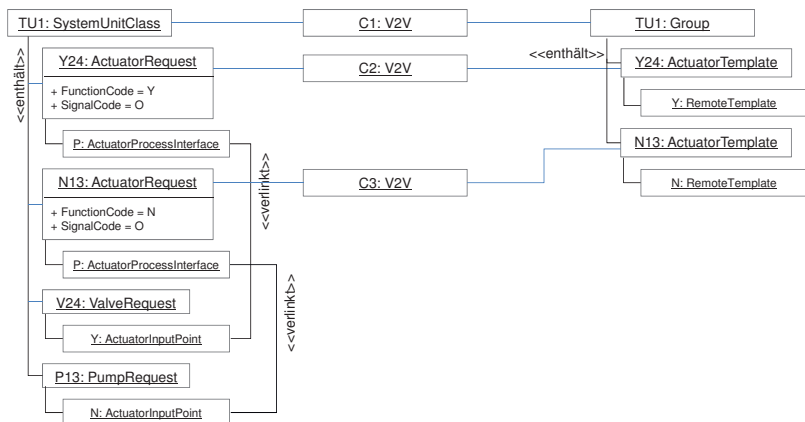 TU1: SystemUnitClass
C1: V2V
TU1: Group
<<enthält>>
Y24: ActuatorRequest
+ FunctionCode = Y
+ SignalCode = O
C2: V2V
<<enthält>>
Y24: ActuatorTemplate
Y: RemoteTemplate
P: ActuatorProcessInterface
<<verlinkt>>
N13: ActuatorTemplate
N13: ActuatorRequest
+ FunctionCode = N
+ SignalCode = O
C3: V2V
N: RemoteTemplate
P: ActuatorProcessInterface
<<verlinkt>>
V24: ValveRequest
Y: ActuatorInputPoint
P13: PumpRequest
N: ActuatorInputPoint